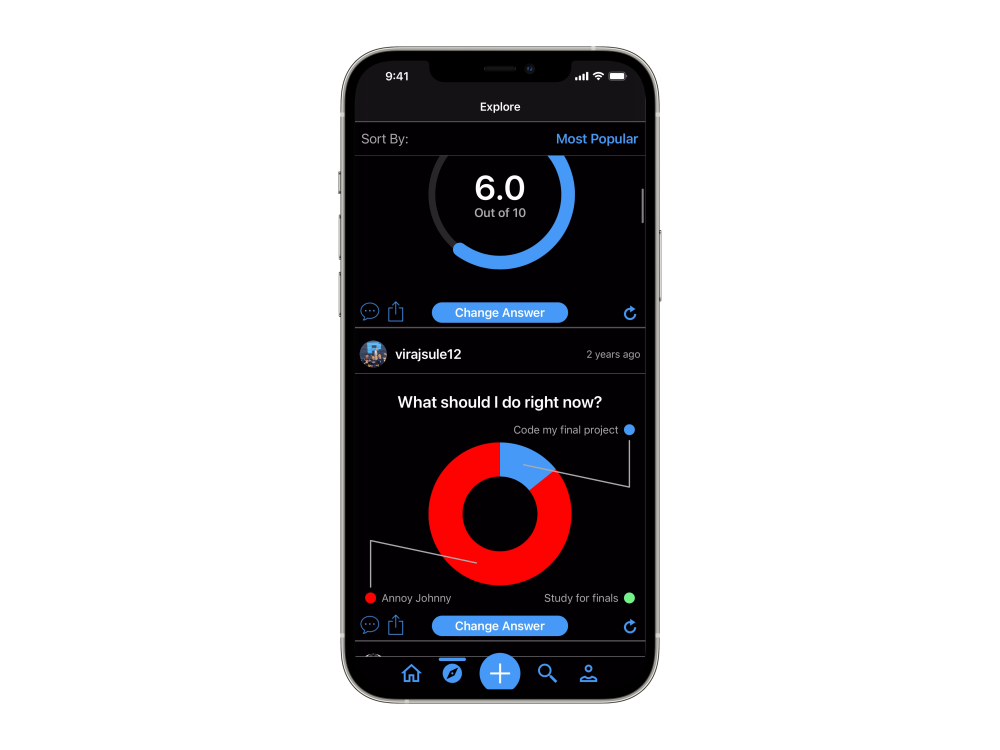 9:41
Explore
Sort By:
Most Popular
6.0
Out of 10
Change Answer
virajsule12
2 years ago
What should I do right now?
Code my final project
Annoy Johnny
Study for finals
Change Answer